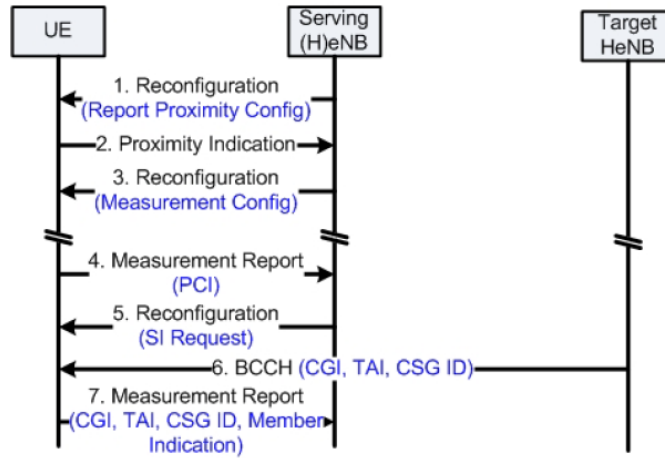 UE
Serving
(H)eNB
Target
HeNB
1. Reconfiguration
(Report Proximity Config)
2. Proximity Indication
3. Reconfiguration
(Measurement Config)
4. Measurement Report
(PCI)
5. Reconfiguration
(SI Request)
6. BCCH (CGI, TAI, CSG ID)
7. Measurement Report
(CGI, TAI, CSG ID, Member
Indication)